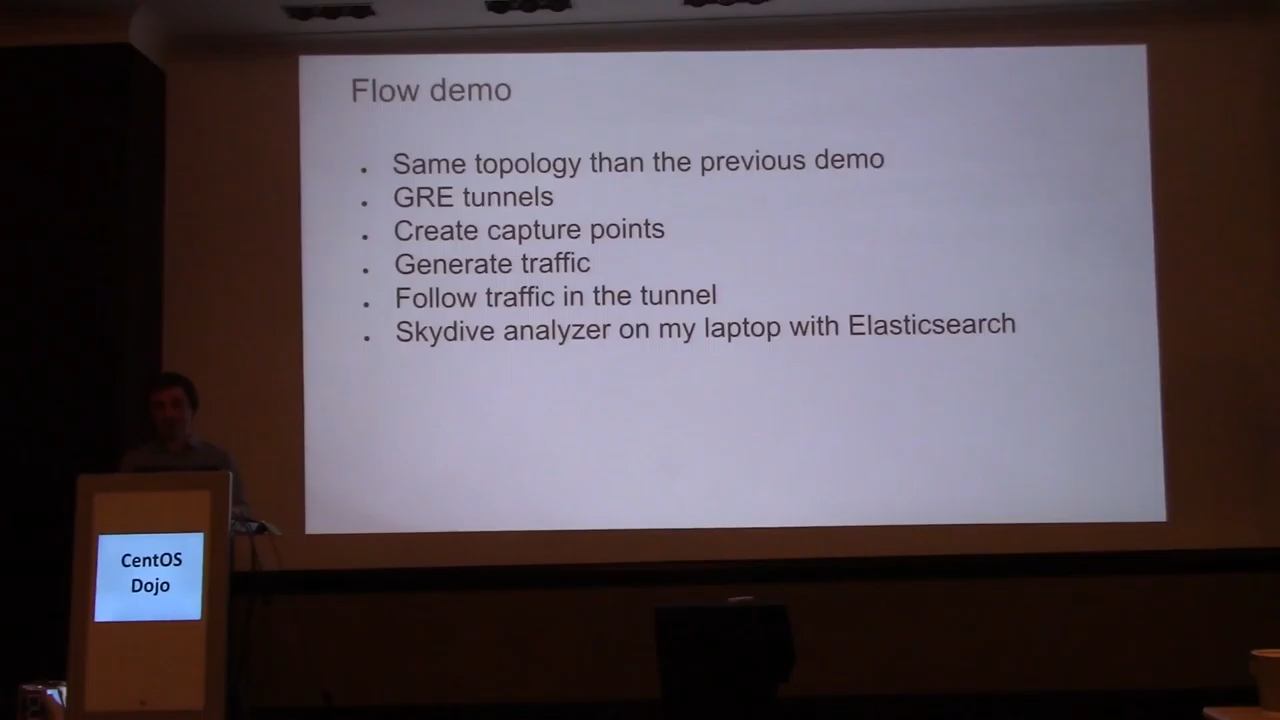 Flow demo
. Same topology than the previous demo
. GRE tunnels
. Create capture points
. Generate traffic
. Follow traffic in the tunnel
. Skydive analyzer on my laptop with Elasticsearch
CentOS
Dojo